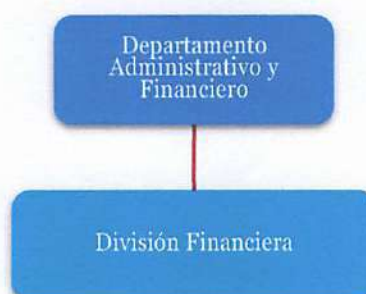 Departamento
Administrativo y
Financiero
División Financiera